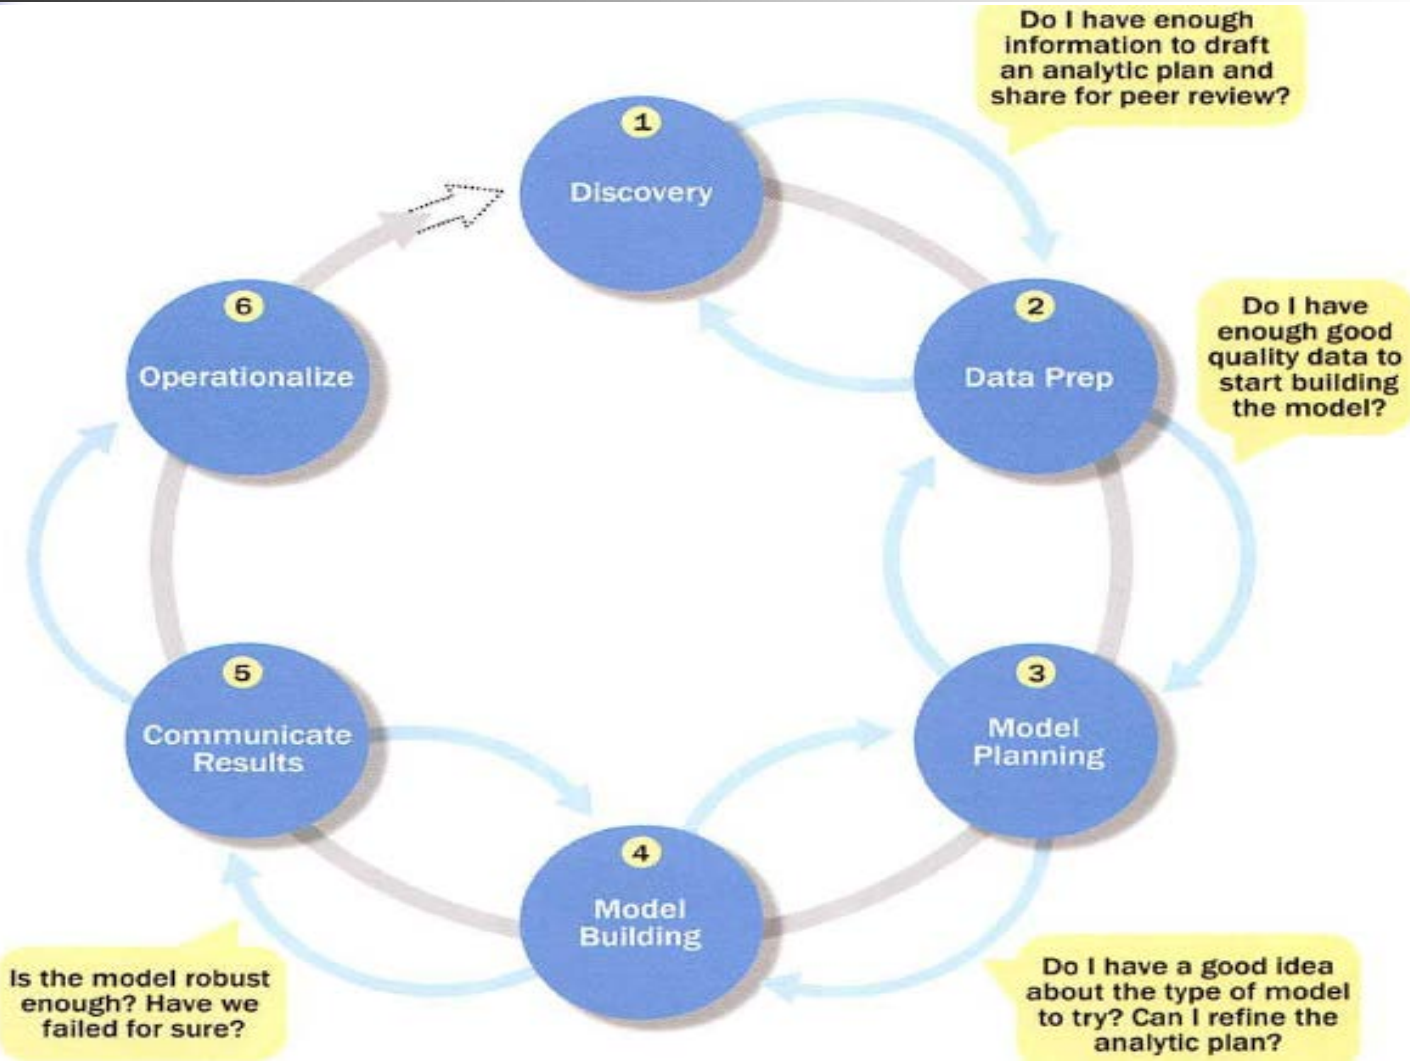 Do I have enough
information to draft
an analytic plan and
share for peer review?
1
Discovery
2
Data Prep
Do I have
enough good
quality data to
start building
the model?
3
Model
Planning
Do I have a good idea
about the type of model
to try? Can I refine the
analytic plan?
4
Model
Building
Is the model robust
enough? Have we
failed for sure?
5
Communicate
Results
6
Operationalize